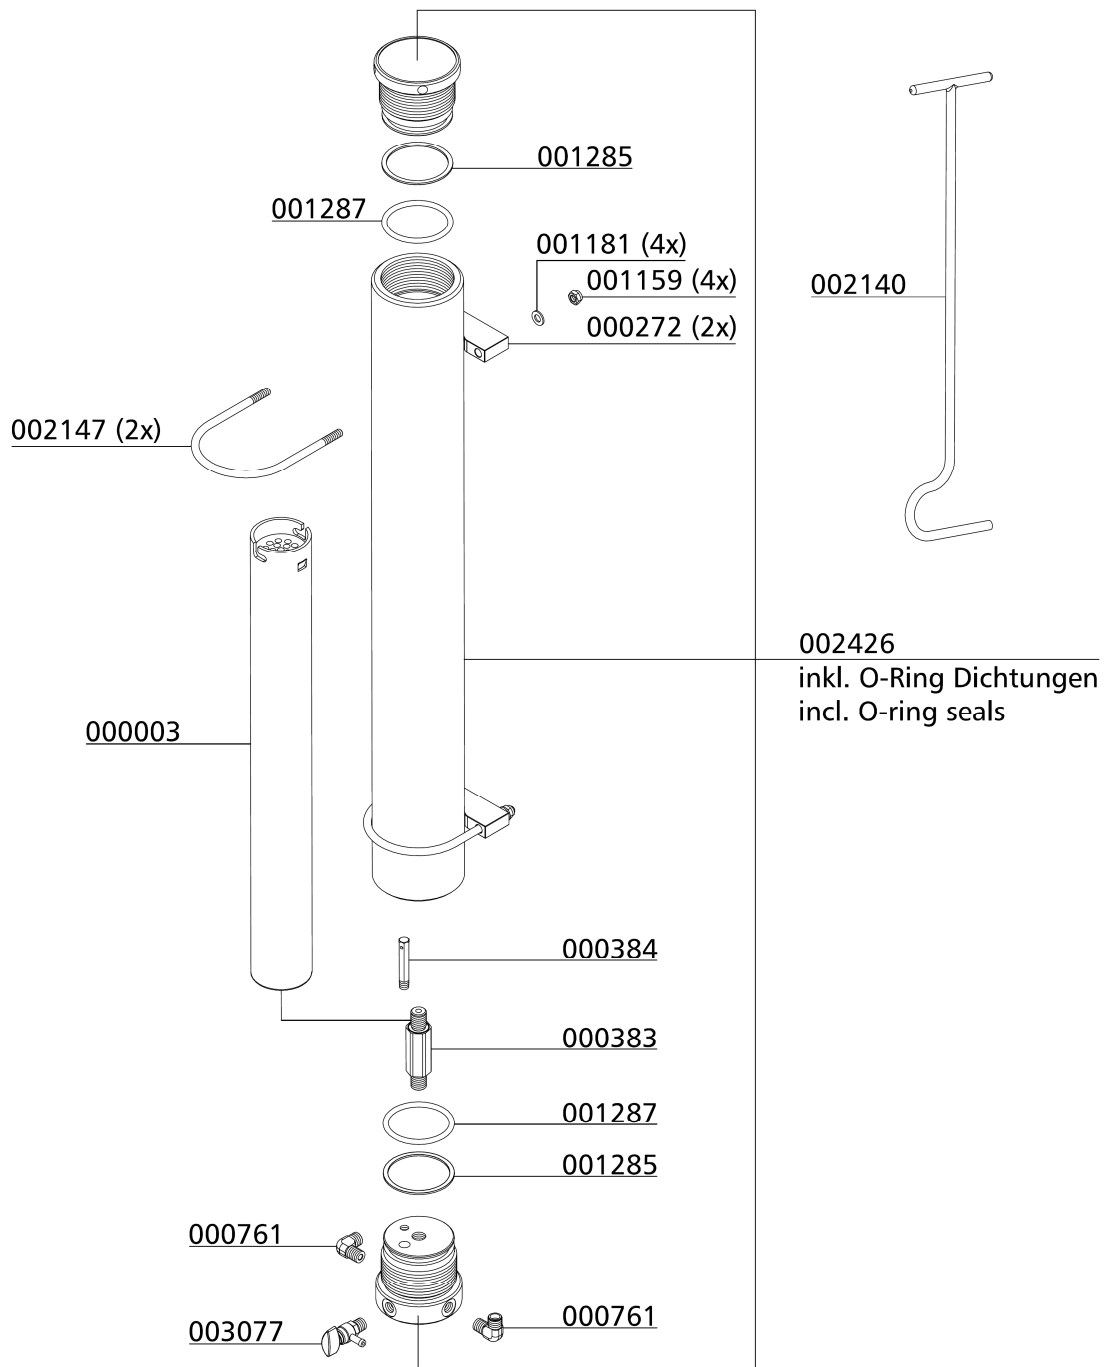 001285
001287
001181 (4x)
001159 (4x)
002140
000272 (2x)
002147 (2x)
002426
inkl. O-Ring Dichtungen
incl. O-ring seals
000003
000384
000383
001287
001285
000761
000761
003077